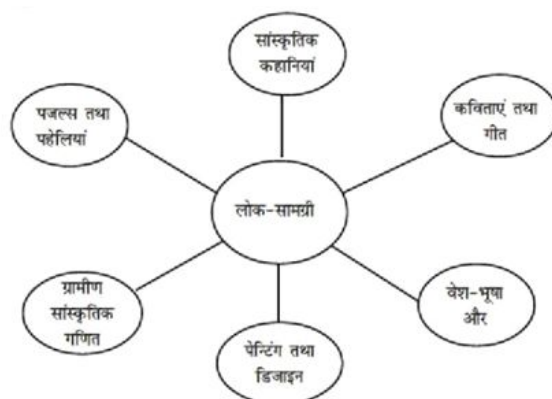 सांस्कृतिक
कहानियां
पजल्स तथा
पहेलियां
कविताएं तथा
गीत
लोक-सामग्री
ग्रामीण
सांस्कृतिक
गणित
वेश-भूषा
और
पेन्टिंग तथा
डिजाइन